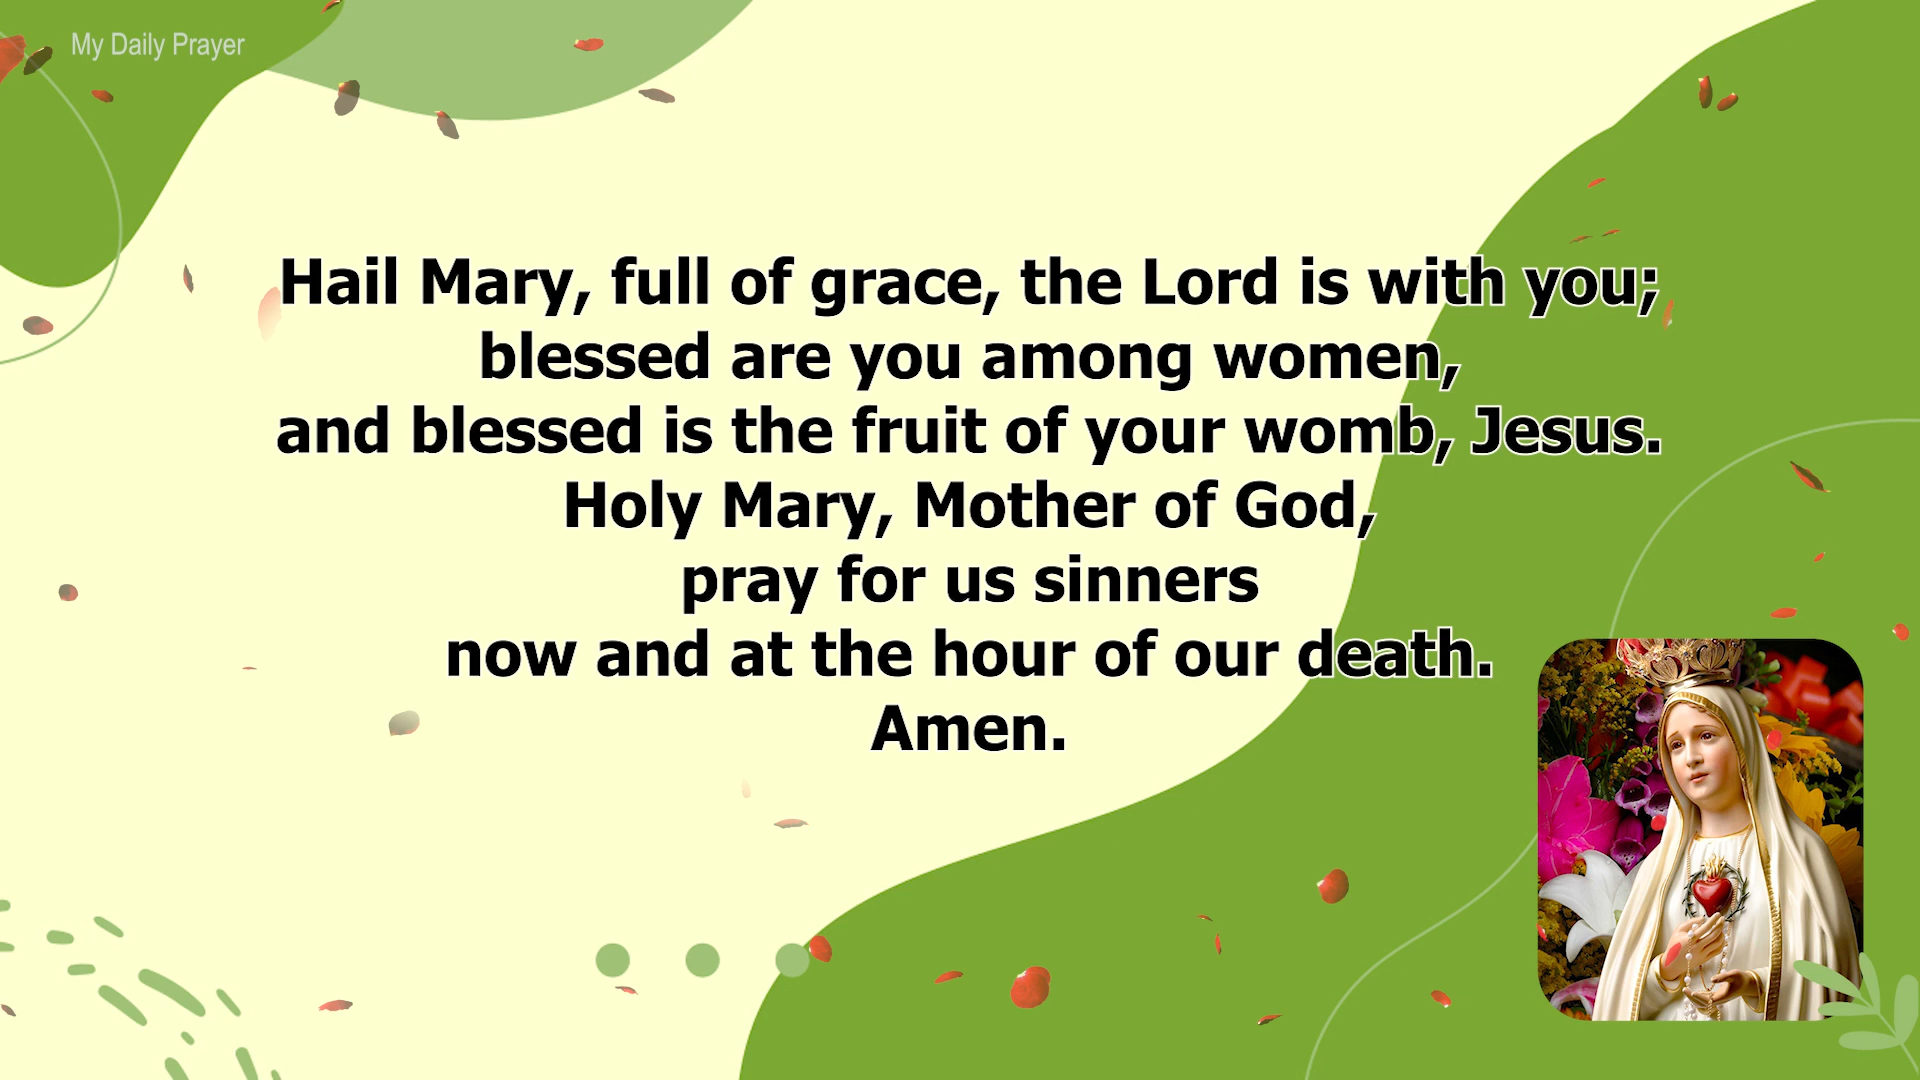 My Daily Prayer
Hail Mary, full of grace, the Lord is with you;
blessed are you among women,
and blessed is the fruit of your womb, Jesus.
Holy Mary, Mother of God,
pray for us sinners
now and at the hour of our death.
Amen.